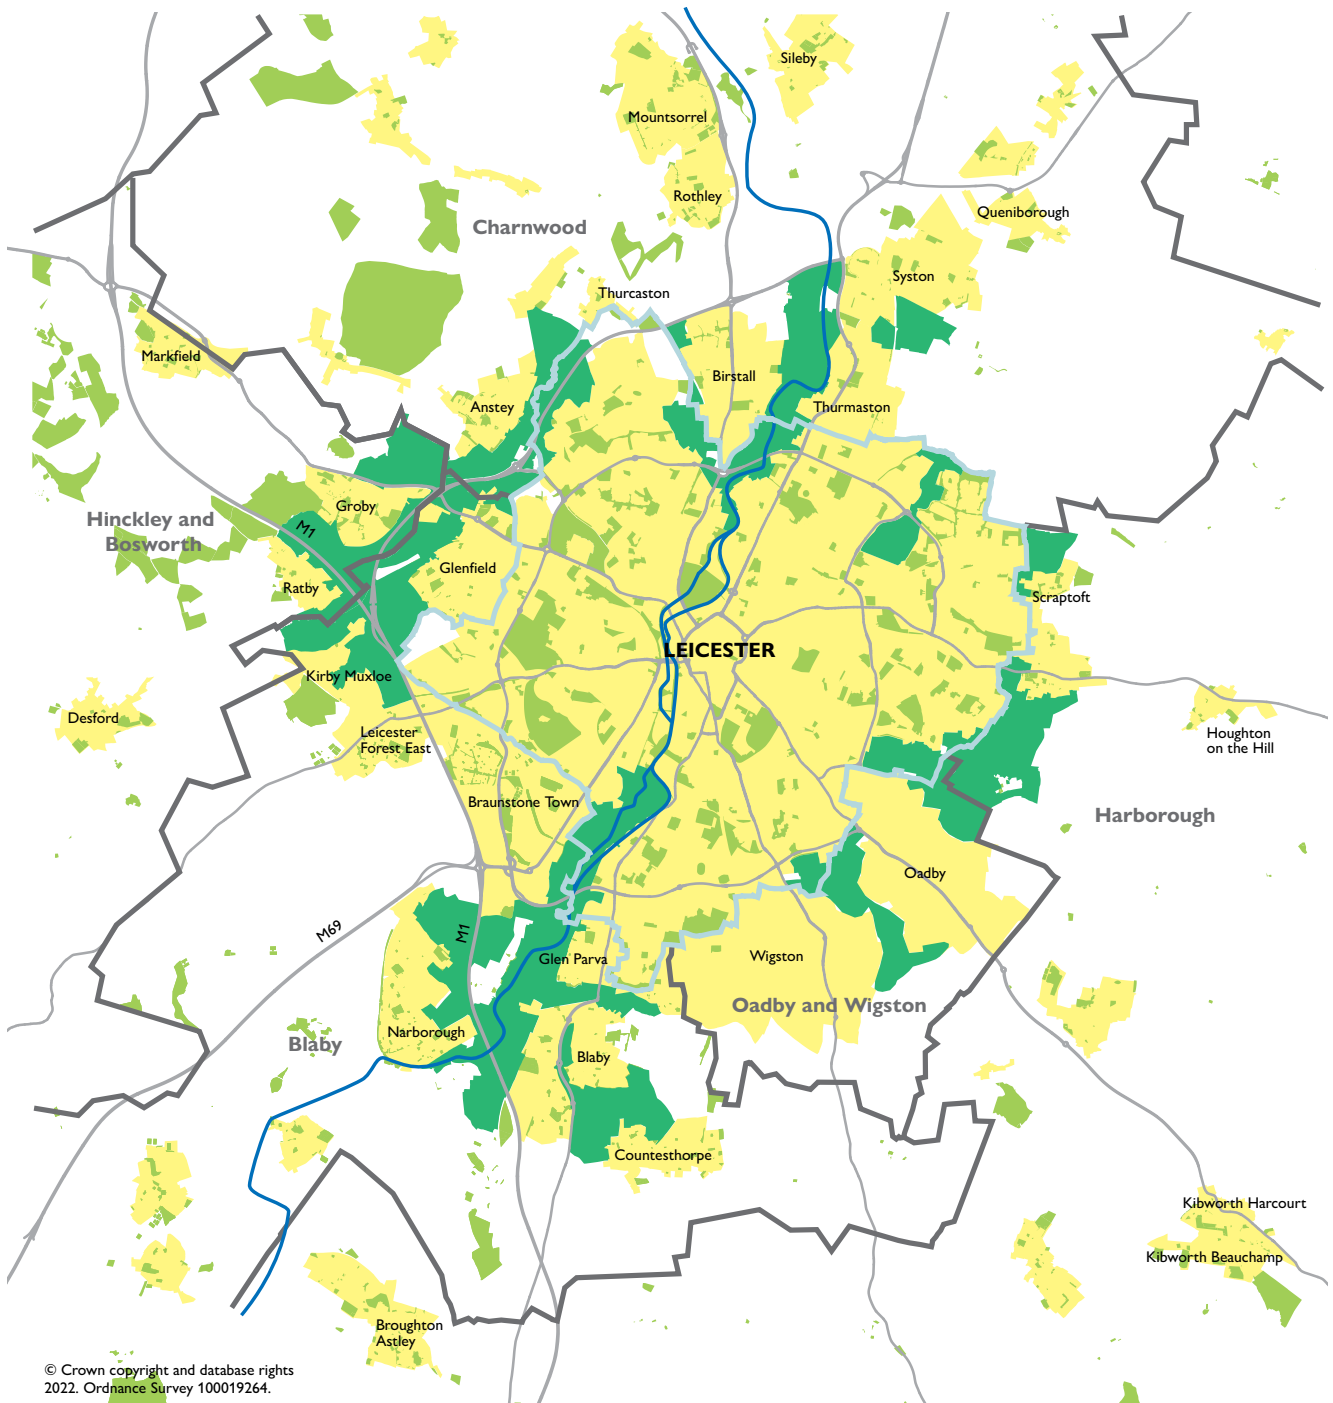 Sileby
Mountsorrel
Rothley
Queniborough
Charnwood
Syston
Thurcaston
Markfield
Birstall
Anstey
Thurmaston
Groby
Hinckley and
Bosworth
M1
Glenfield
Ratby
Scraptoft
LEICESTER
Kirby Muxloe
Desford
Leicester
Forest East
Houghton
on the Hill
Braunstone Town
Harborough
Oadby
M69
M1
Glen Parva
Wigston
Oadby and Wigston
Narborough
Blaby
Blaby
Countesthorpe
Kibworth Harcourt
Kibworth Beauchamp
Broughton
Astley
© Crown copyright and database rights
2022. Ordnance Survey 100019264.